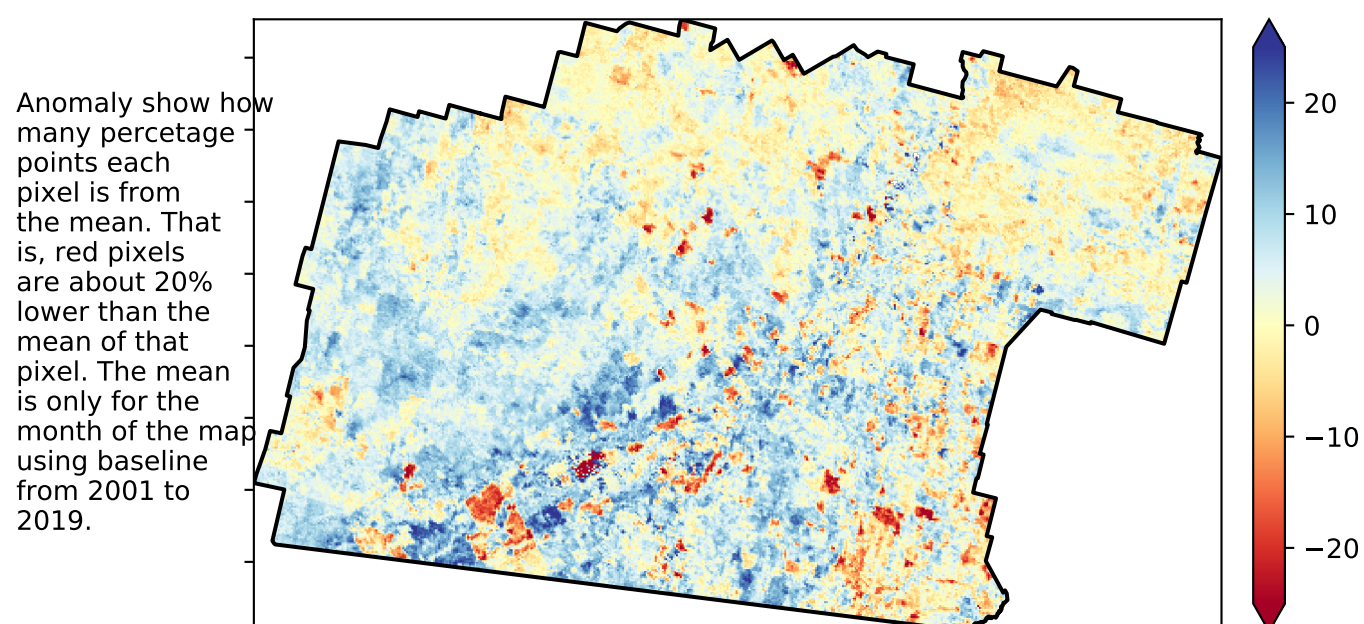 Anomaly show how
many percetage
points each
pixel is from
the mean. That
is, red pixels
are about 20%
lower than the
mean of that
pixel. The mean
is only for the
month of the map
using baseline
from 2001 to
2019.
20
10
0
−10
−20